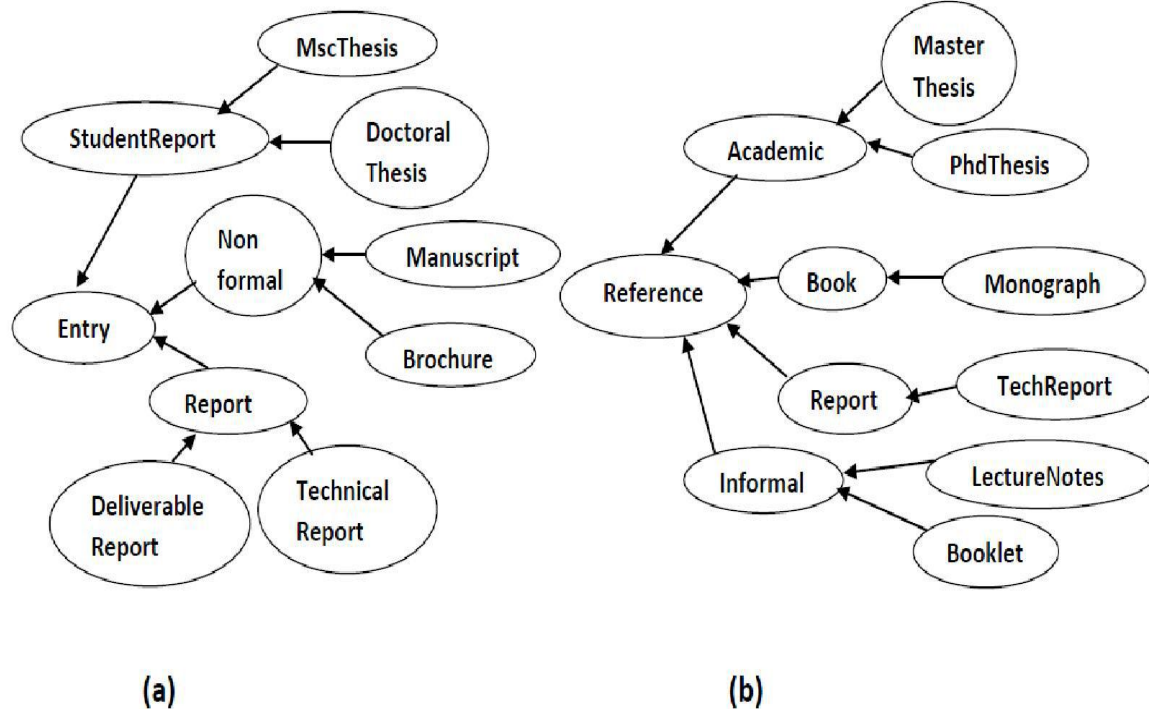 MscThesis
StudentReport
Doctoral
Thesis
Non
formal
Manuscript
Entry
Brochure
Report
Deliverable
Report
Technical
Report
(a)
Master
Thesis
Academic
PhdThesis
Reference
Book
Monograph
Report
TechReport
Informal
LectureNotes
Booklet
(b)